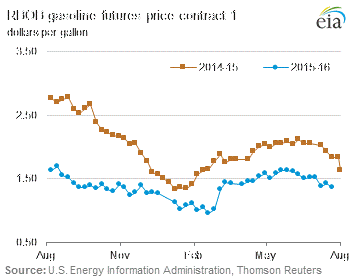 RBOB gasoline futures price contract 1
dollars per gallon
eia
3.50
2014-15
2015-16
2.50
1.50
0.50
Aug Nov Feb May Aug
Source: U.S. Energy Information Administration, Thomson Reuters